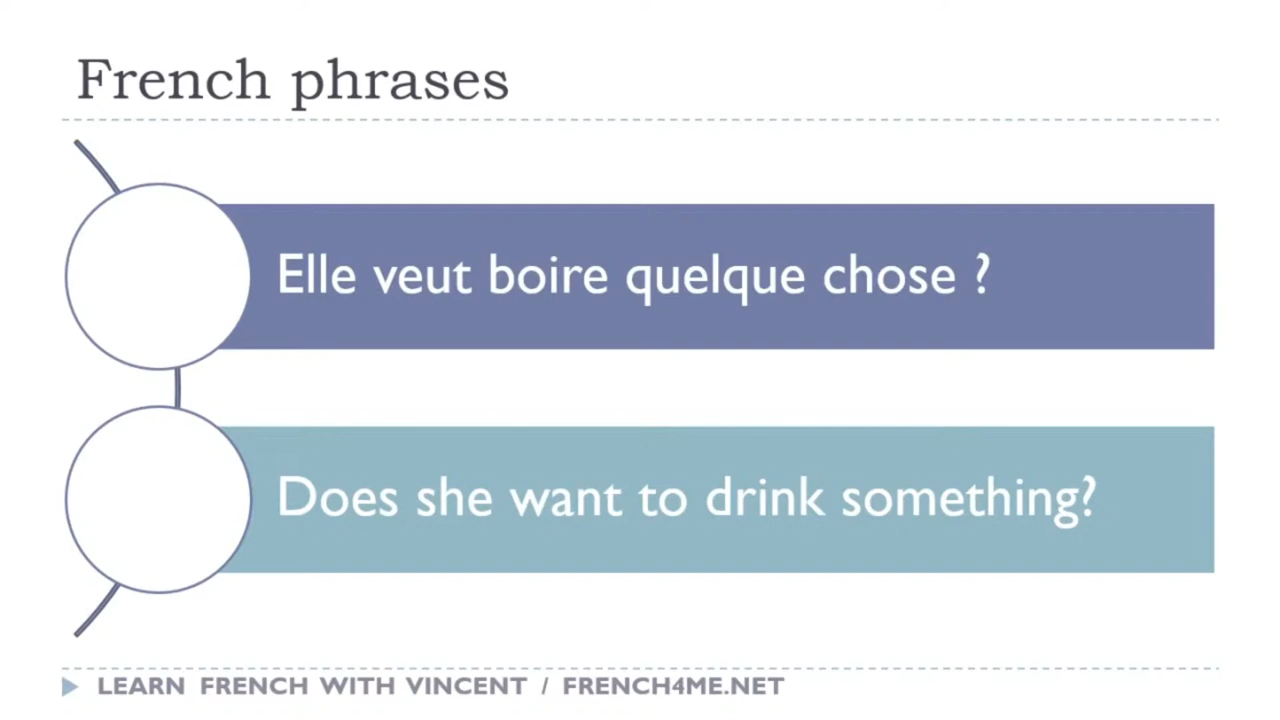 French phrases
Elle veut boire quelque chose ?
Does she want to drink something?
LEARN FRENCH WITH VINCENT / FRENCH4ME.NET